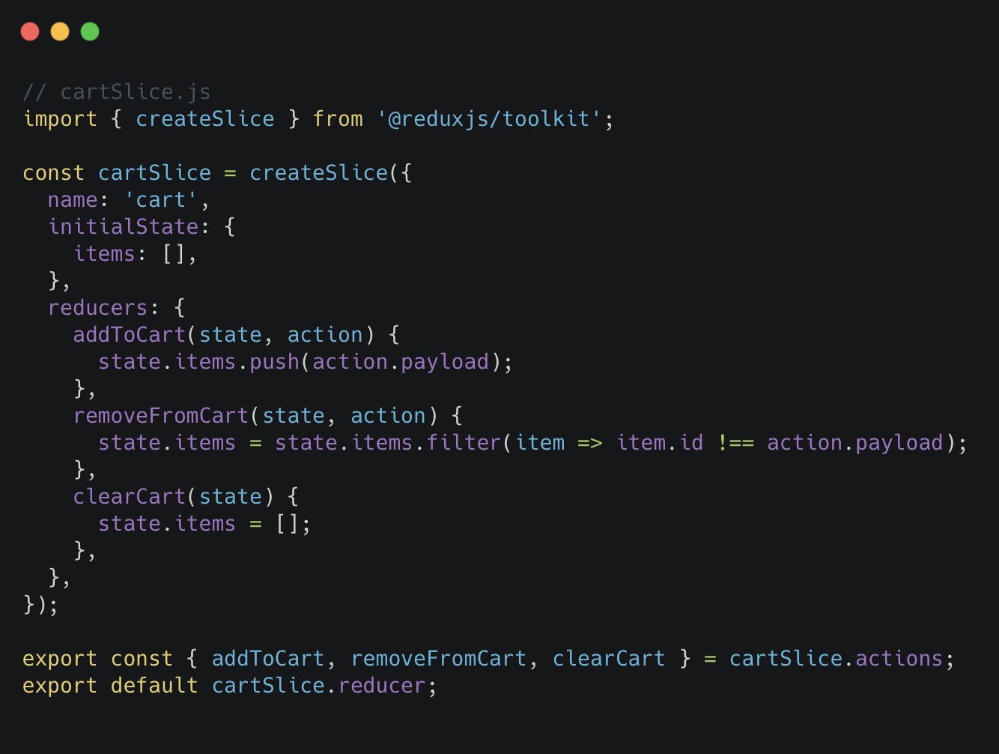 // cartSlice.js
import { createSlice } from '@reduxjs/toolkit';

const cartSlice = createSlice({
  name: 'cart',
  initialState: {
    items: [],
  },
  reducers: {
    addToCart(state, action) {
      state.items.push(action.payload);
    },
    removeFromCart(state, action) {
      state.items = state.items.filter(item => item.id !== action.payload);
    },
    clearCart(state) {
      state.items = [];
    },
  },
});

export const { addToCart, removeFromCart, clearCart } = cartSlice.actions;
export default cartSlice.reducer;